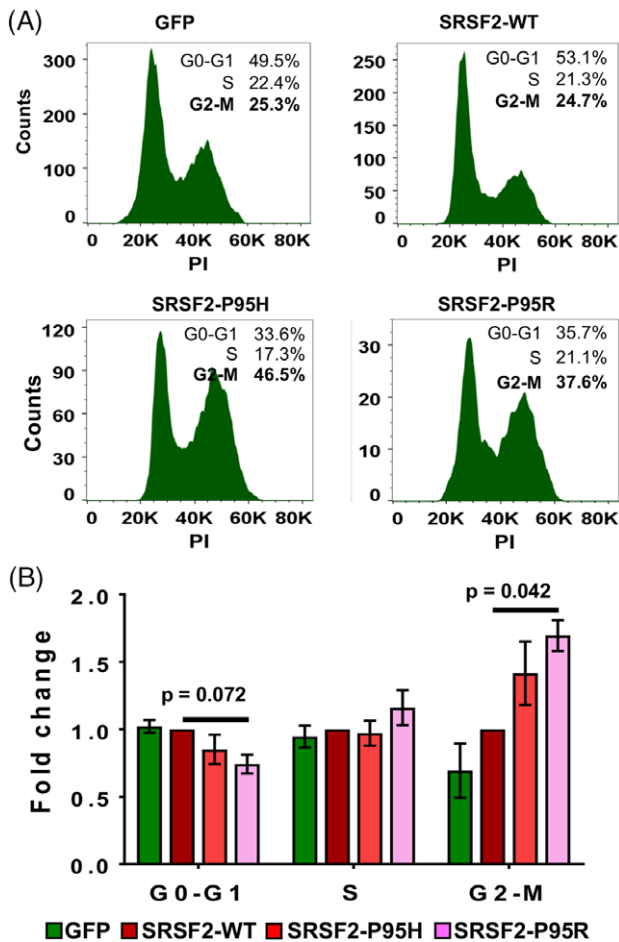 (A)
GFP
Counts
300
200
100
0
G0-G1 49.5%
S 22.4%
G2-M 25.3%
0 20K 40K 60K 80K
PI
SRSF2-WT
250
200
150
100
50
0
G0-G1 53.1%
S 21.3%
G2-M 24.7%
0 20K 40K 60K 80K
PI
SRSF2-P95H
Counts
120
90
60
30
0
G0-G1 33.6%
S 17.3%
G2-M 46.5%
0 20K 40K 60K 80K
PI
SRSF2-P95R
30
20
10
0
G0-G1 35.7%
S 21.1%
G2-M 37.6%
0 20K 40K 60K 80K
PI
(B)
Fold change
2.0
1.5
1.0
0.5
0.0
p = 0.072
p = 0.042
G0-G1 S G2-M
GFP SRSF2-WT SRSF2-P95H SRSF2-P95R